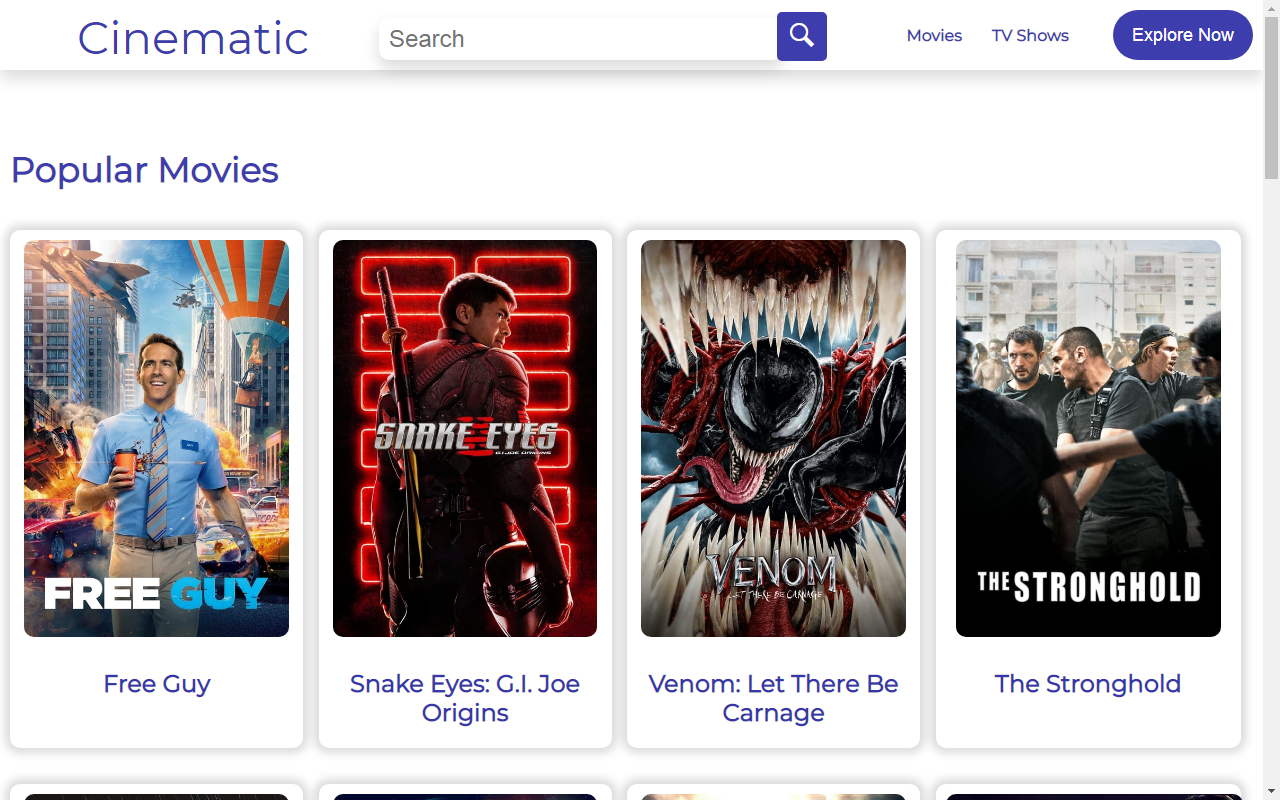 Cinematic
Search
Movies
TV Shows
Explore Now
Popular Movies
FREE GUY
SNAKE EYES
G.I. JOE ORIGINS
VENOM
LET THERE BE CARNAGE
THE STRONGHOLD
Free Guy
Snake Eyes: G.I. Joe
Origins
Venom: Let There Be
Carnage
The Stronghold